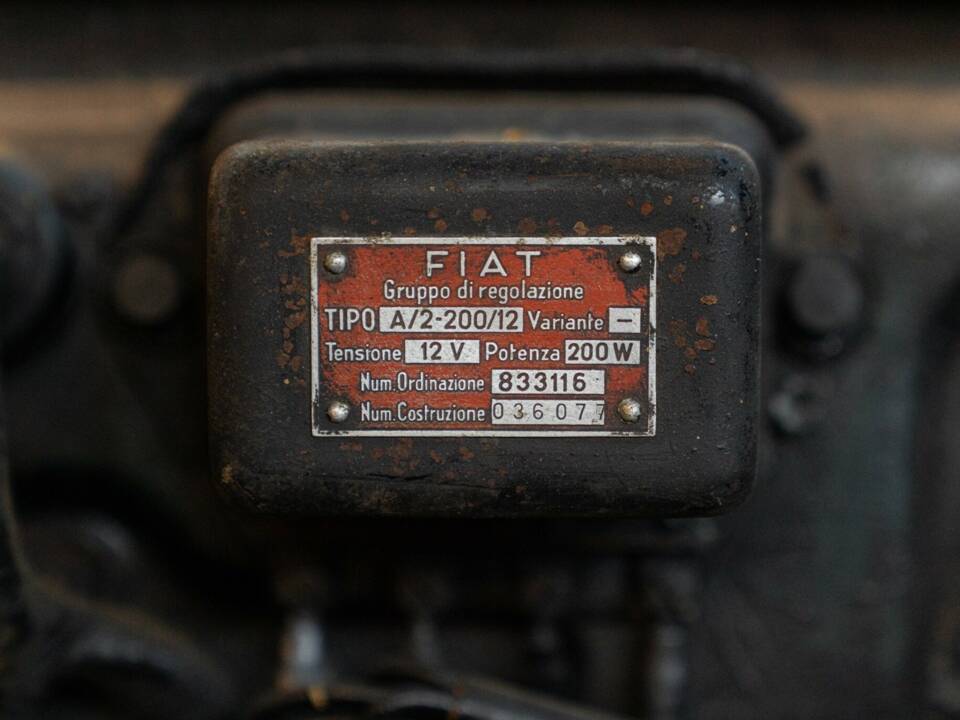 FIAT
Gruppo di regolazione
TIPO A/2-200/12 Variante -
Tensione 12 V Potenza 200 W
Num. Ordinazione 833116
Num. Costruzione 036077